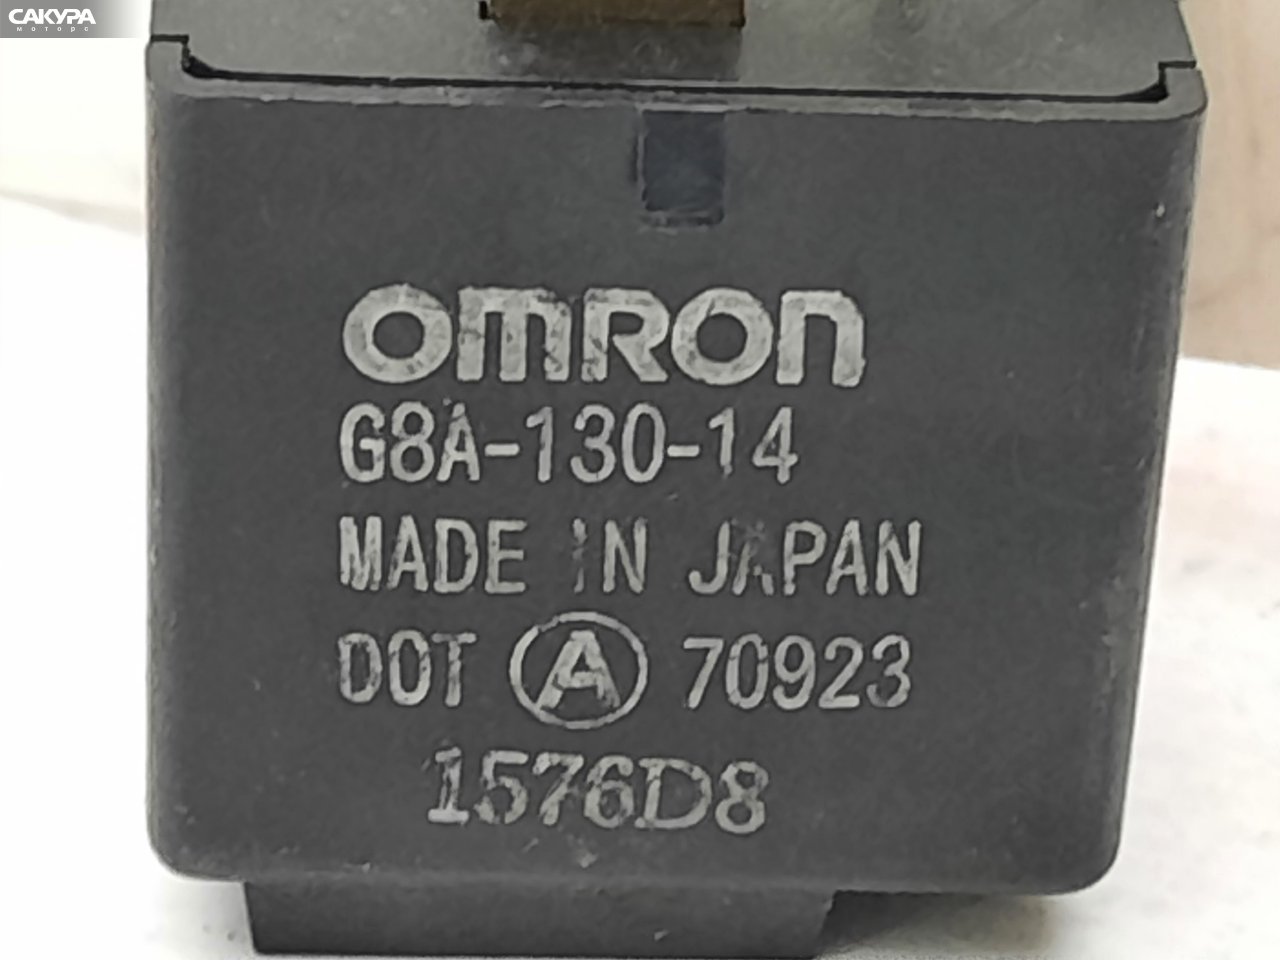 САКУРА
МОТОРС
OMRON
G8A-130-14
MADE IN JAPAN
DOT A 70923
1576D8